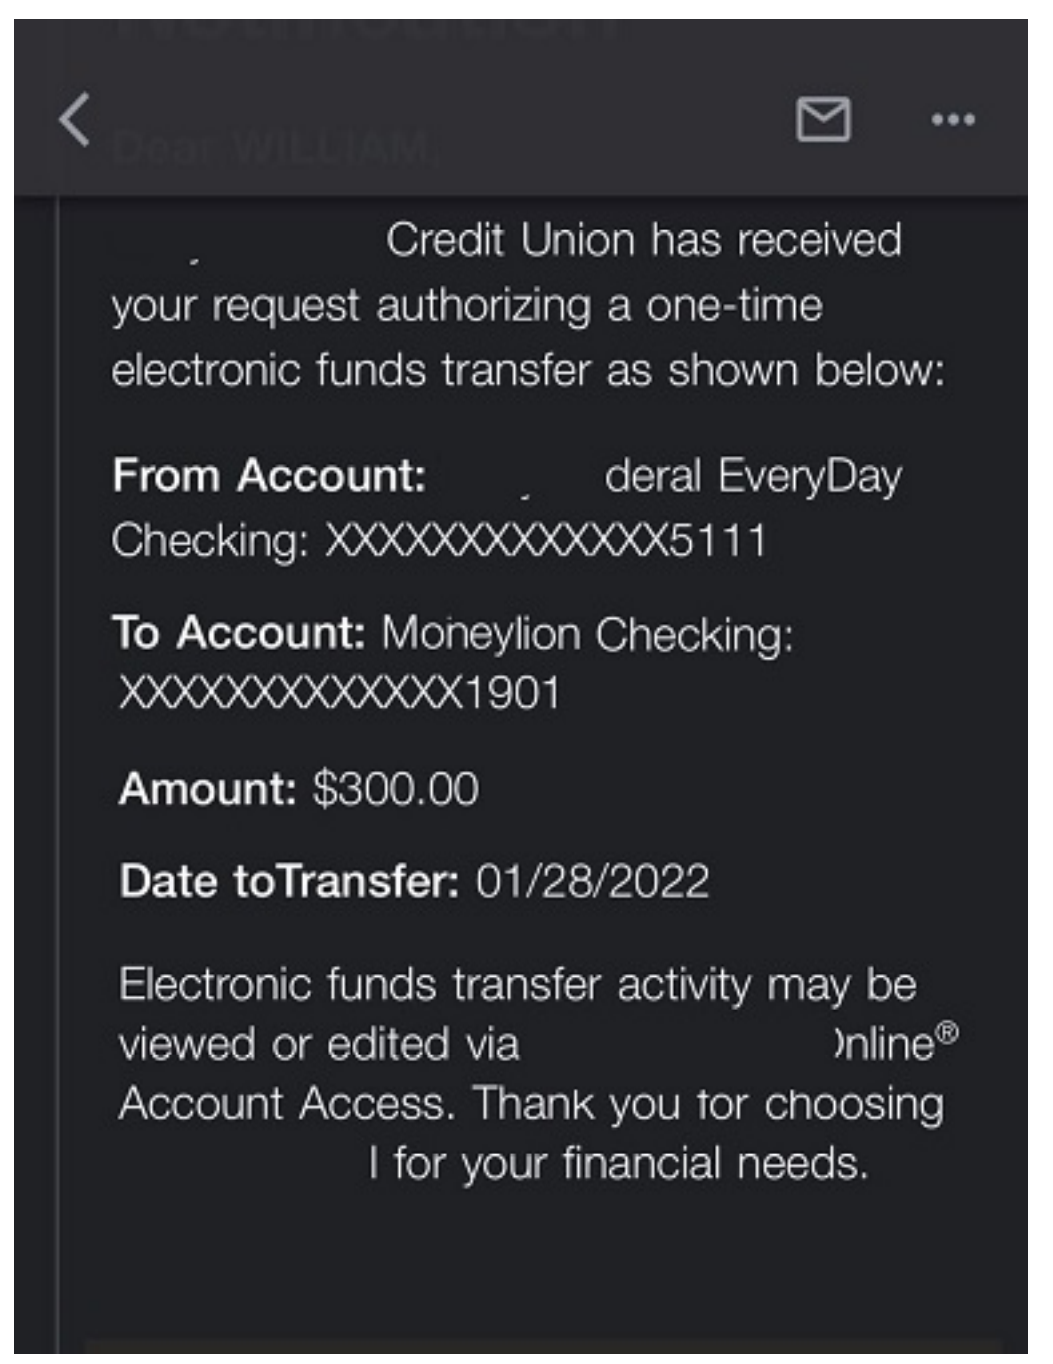 Dear WILLIAM,
Credit Union has received
your request authorizing a one-time
electronic funds transfer as shown below:
From Account: deral EveryDay
Checking: XXXXXXXXXXXXX5111
To Account: Moneylion Checking:
XXXXXXXXXXXXX1901
Amount: $300.00
Date toTransfer: 01/28/2022
Electronic funds transfer activity may be
viewed or edited via nline®
Account Access. Thank you for choosing
l for your financial needs.